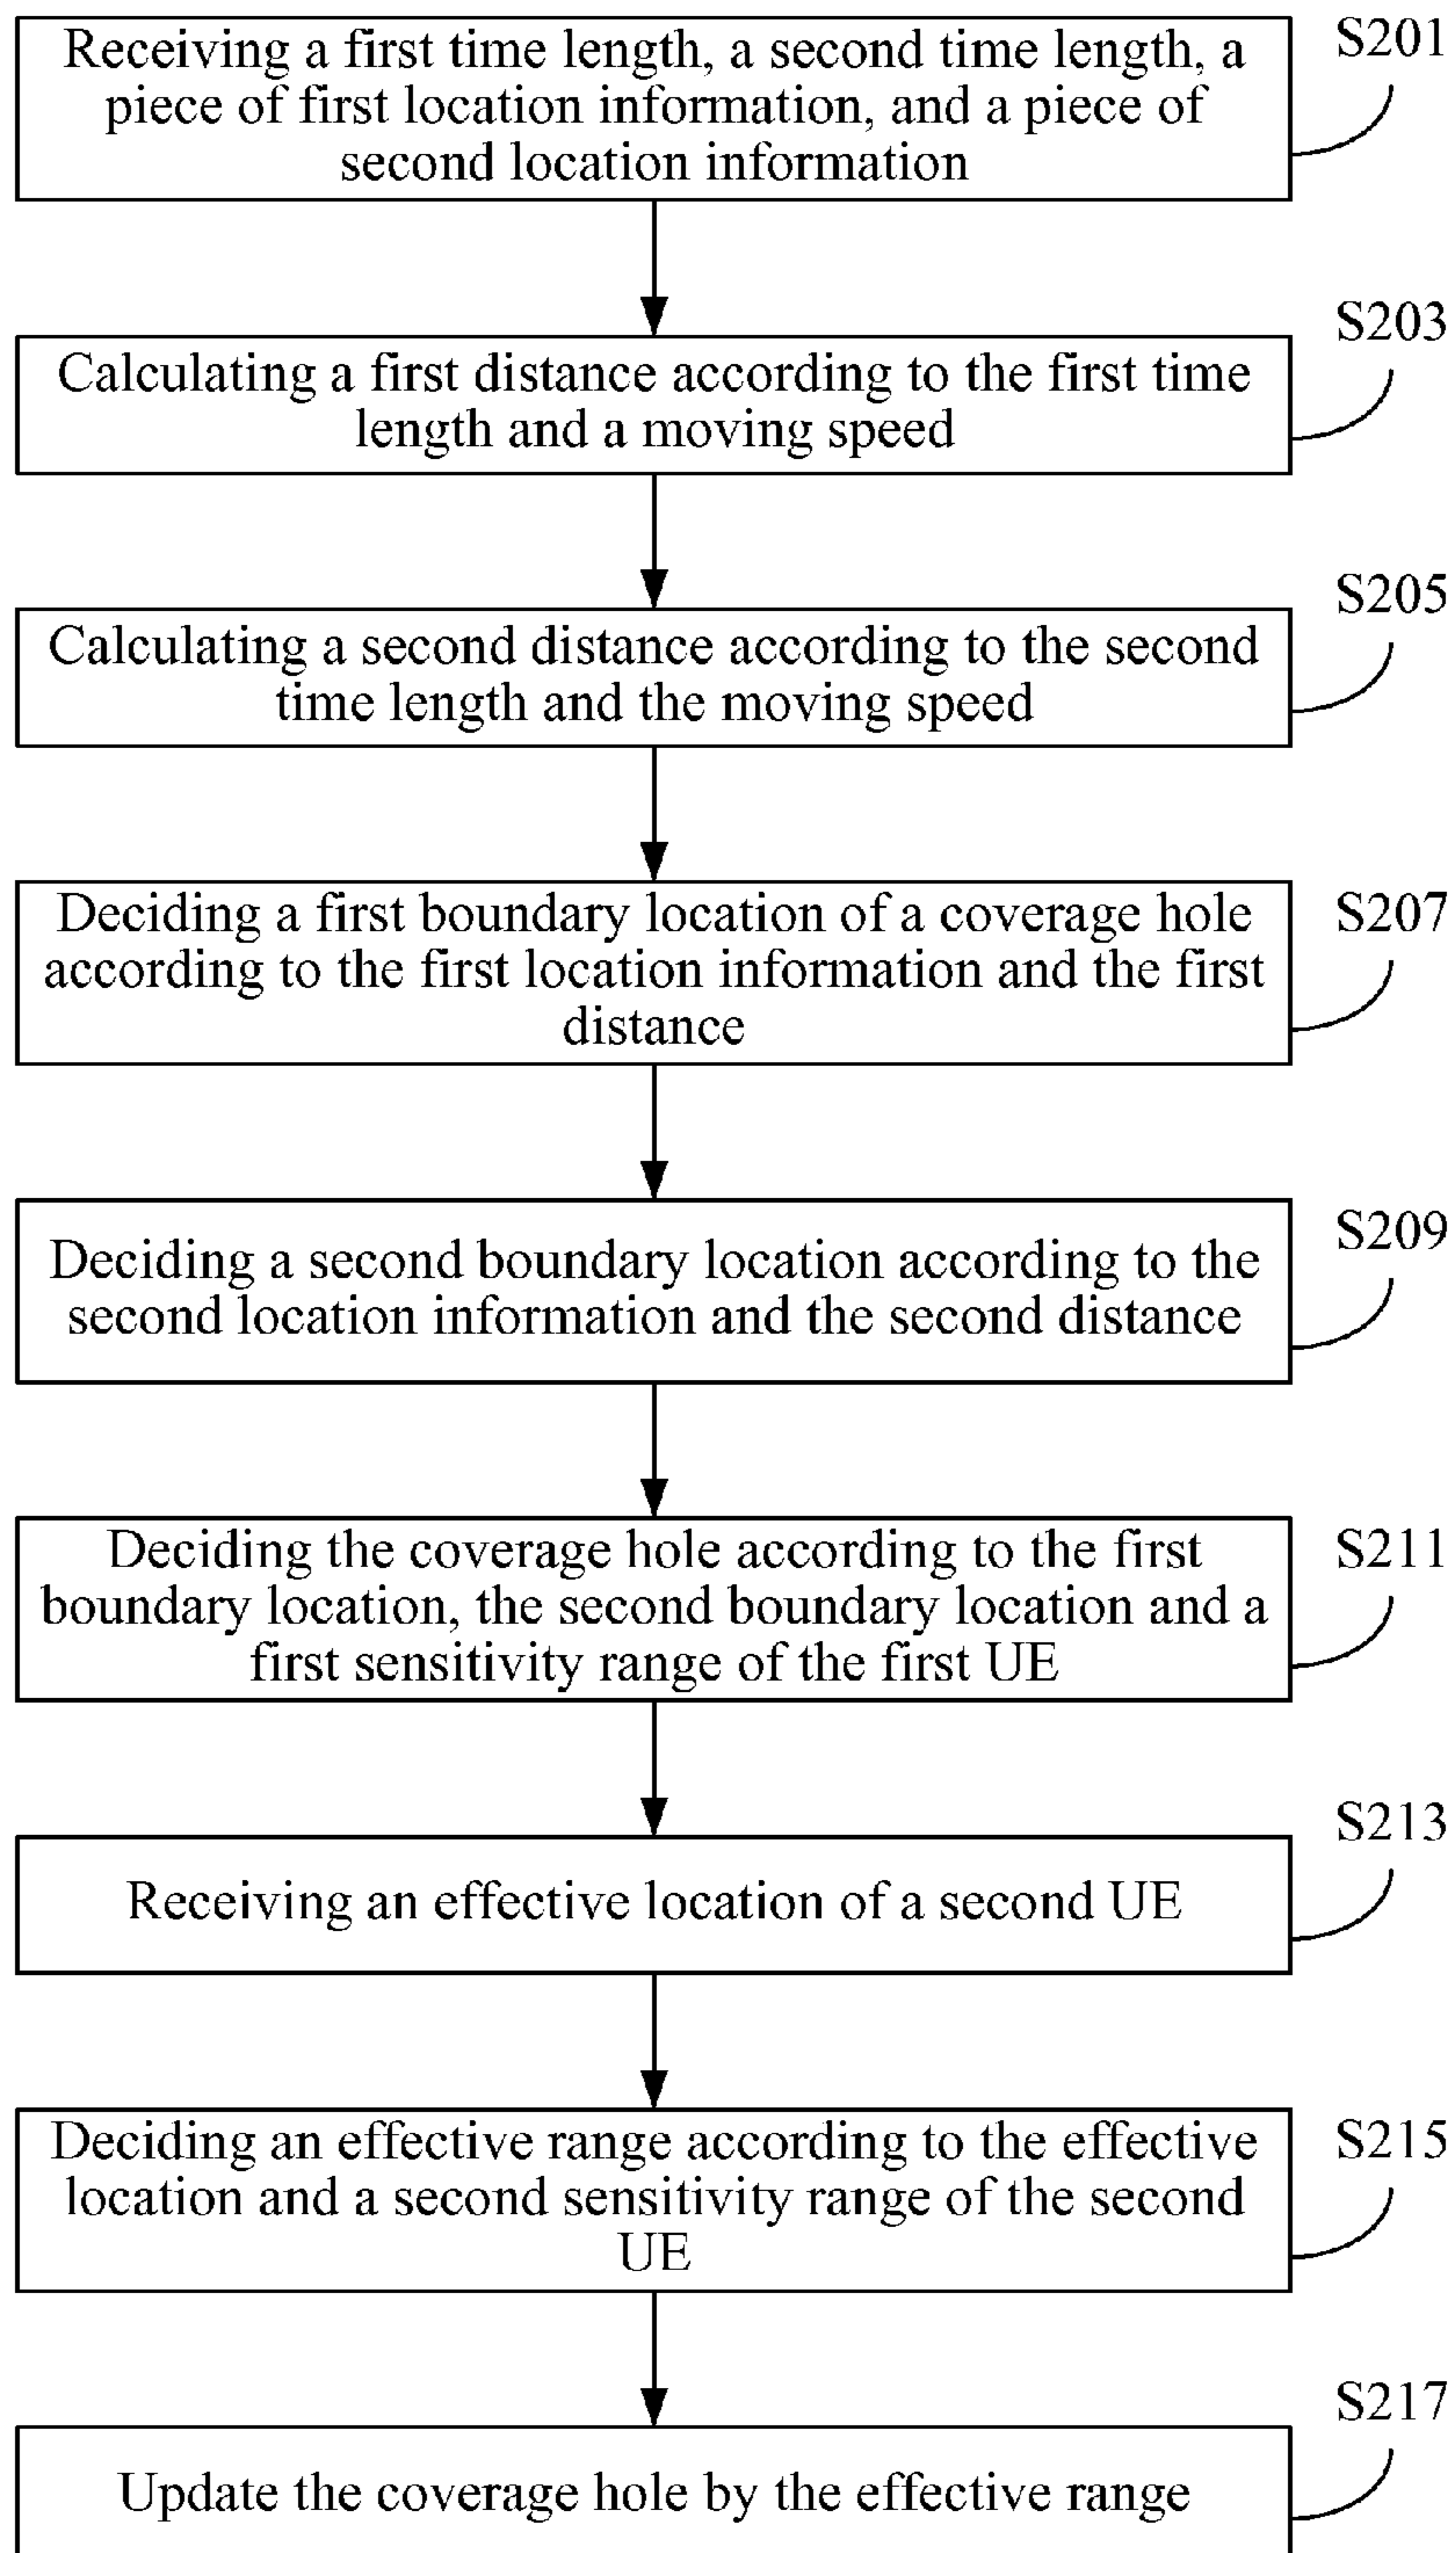 Receiving a first time length, a second time length, a
piece of first location information, and a piece of
second location information
S201
Calculating a first distance according to the first time
length and a moving speed
S203
Calculating a second distance according to the second
time length and the moving speed
S205
Deciding a first boundary location of a coverage hole
according to the first location information and the first
distance
S207
Deciding a second boundary location according to the
second location information and the second distance
S209
Deciding the coverage hole according to the first
boundary location, the second boundary location and a
first sensitivity range of the first UE
S211
Receiving an effective location of a second UE
S213
Deciding an effective range according to the effective
location and a second sensitivity range of the second
UE
S215
Update the coverage hole by the effective range
S217